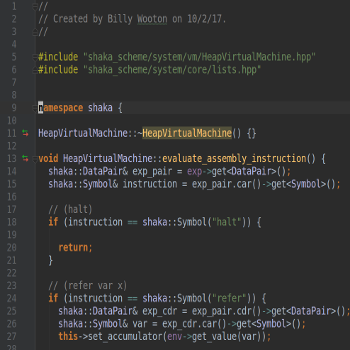 1 //
2 // Created by Billy Wooton on 10/2/17.
3 //
4
5 #include "shaka_scheme/system/vm/HeapVirtualMachine.hpp"
6 #include "shaka_scheme/system/core/lists.hpp"
7
8
9 namespace shaka {
10
11 HeapVirtualMachine::~HeapVirtualMachine() {}
12
13 void HeapVirtualMachine::evaluate_assembly_instruction() {
14 shaka::DataPair& exp_pair = exp->get<DataPair>();
15 shaka::Symbol& instruction = exp_pair.car()->get<Symbol>();
16
17 // (halt)
18 if (instruction == shaka::Symbol("halt")) {
19
20 return;
21 }
22
23 // (refer var x)
24 if (instruction == shaka::Symbol("refer")) {
25 shaka::DataPair& exp_cdr = exp_pair.cdr()->get<DataPair>();
26 shaka::Symbol& var = exp_cdr.car()->get<Symbol>();
27 this->set_accumulator(env->get_value(var));
28